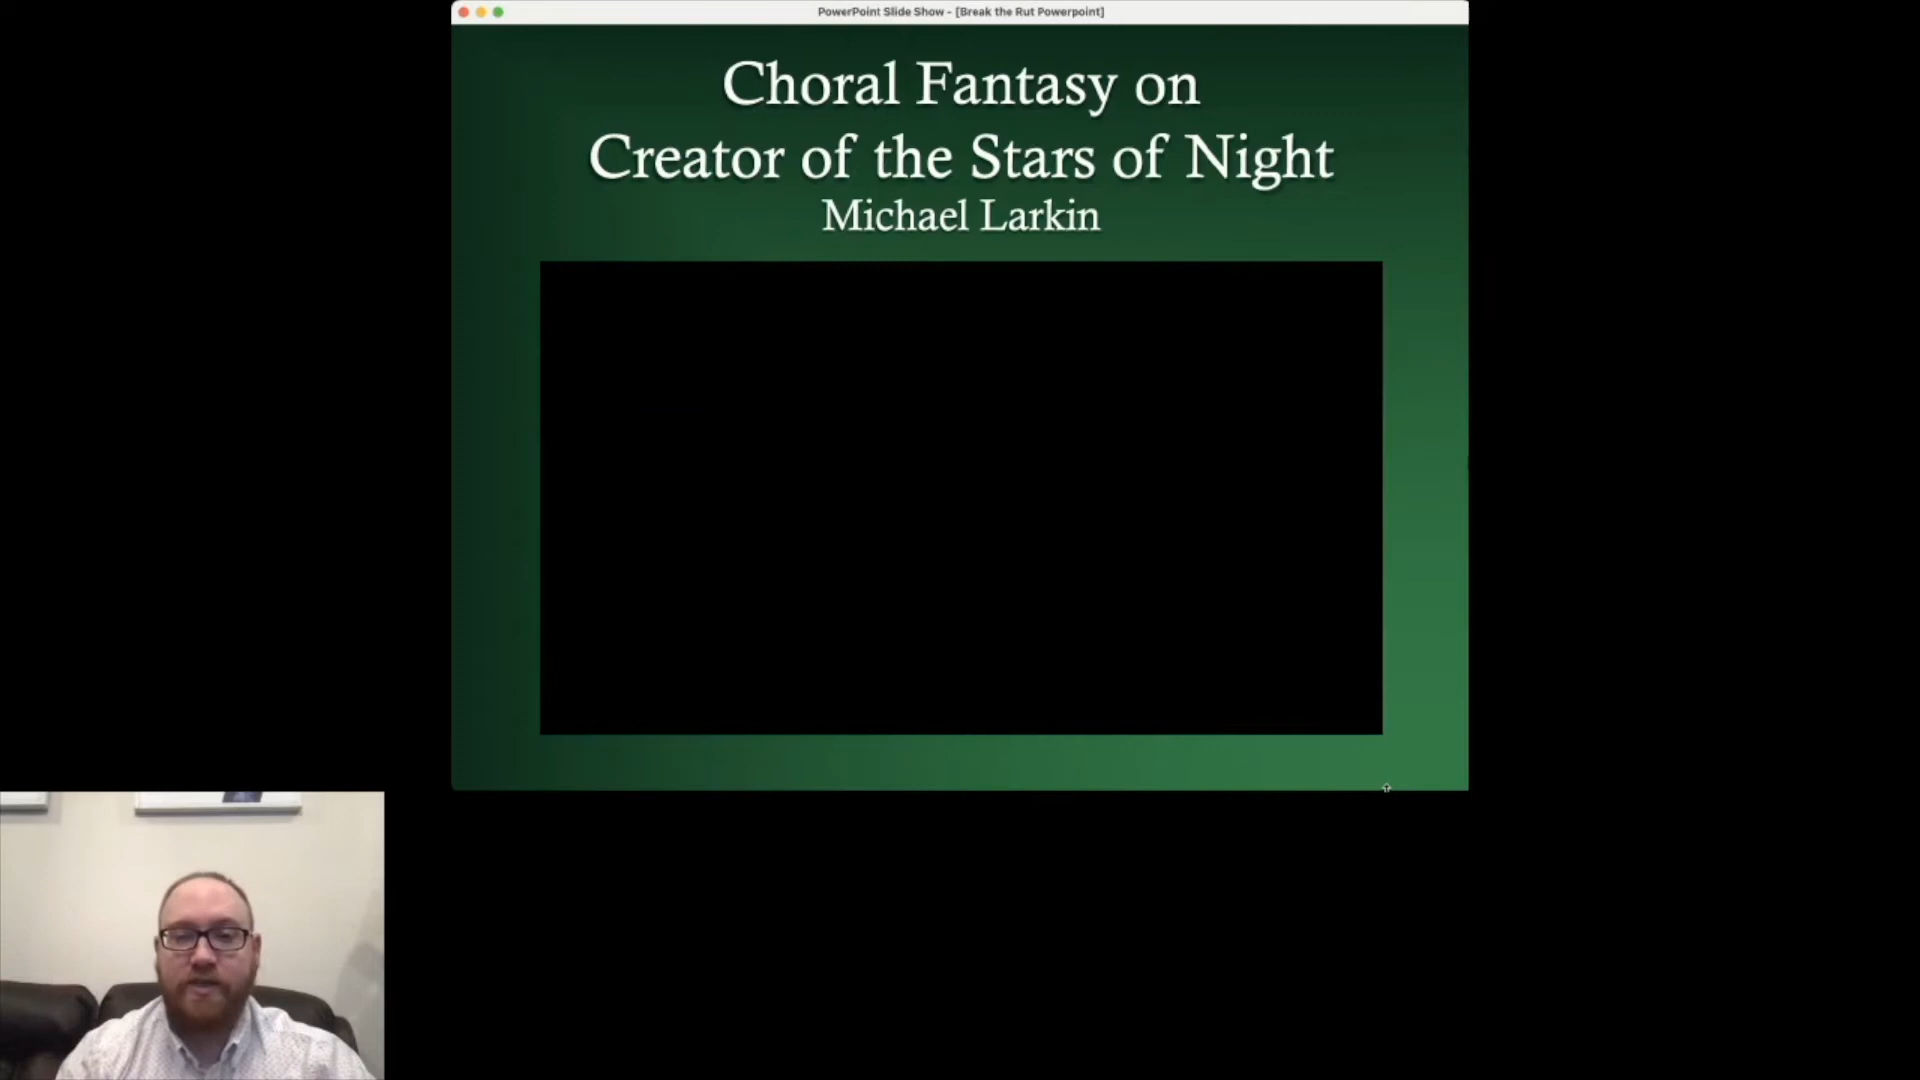 PowerPoint Slide Show - [Break the Rut Powerpoint]
Choral Fantasy on
Creator of the Stars of Night
Michael Larkin